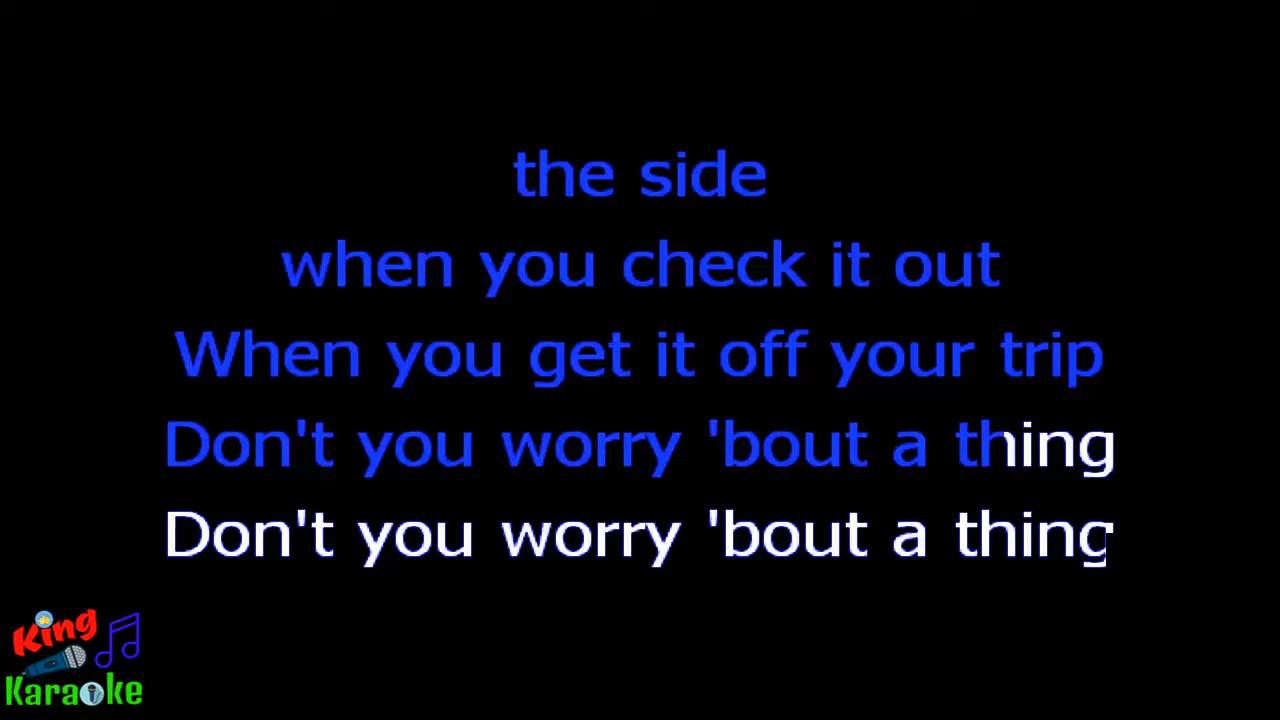 the side
when you check it out
When you get it off your trip
Don't you worry 'bout a thing
Don't you worry 'bout a thing
King
Karaoke